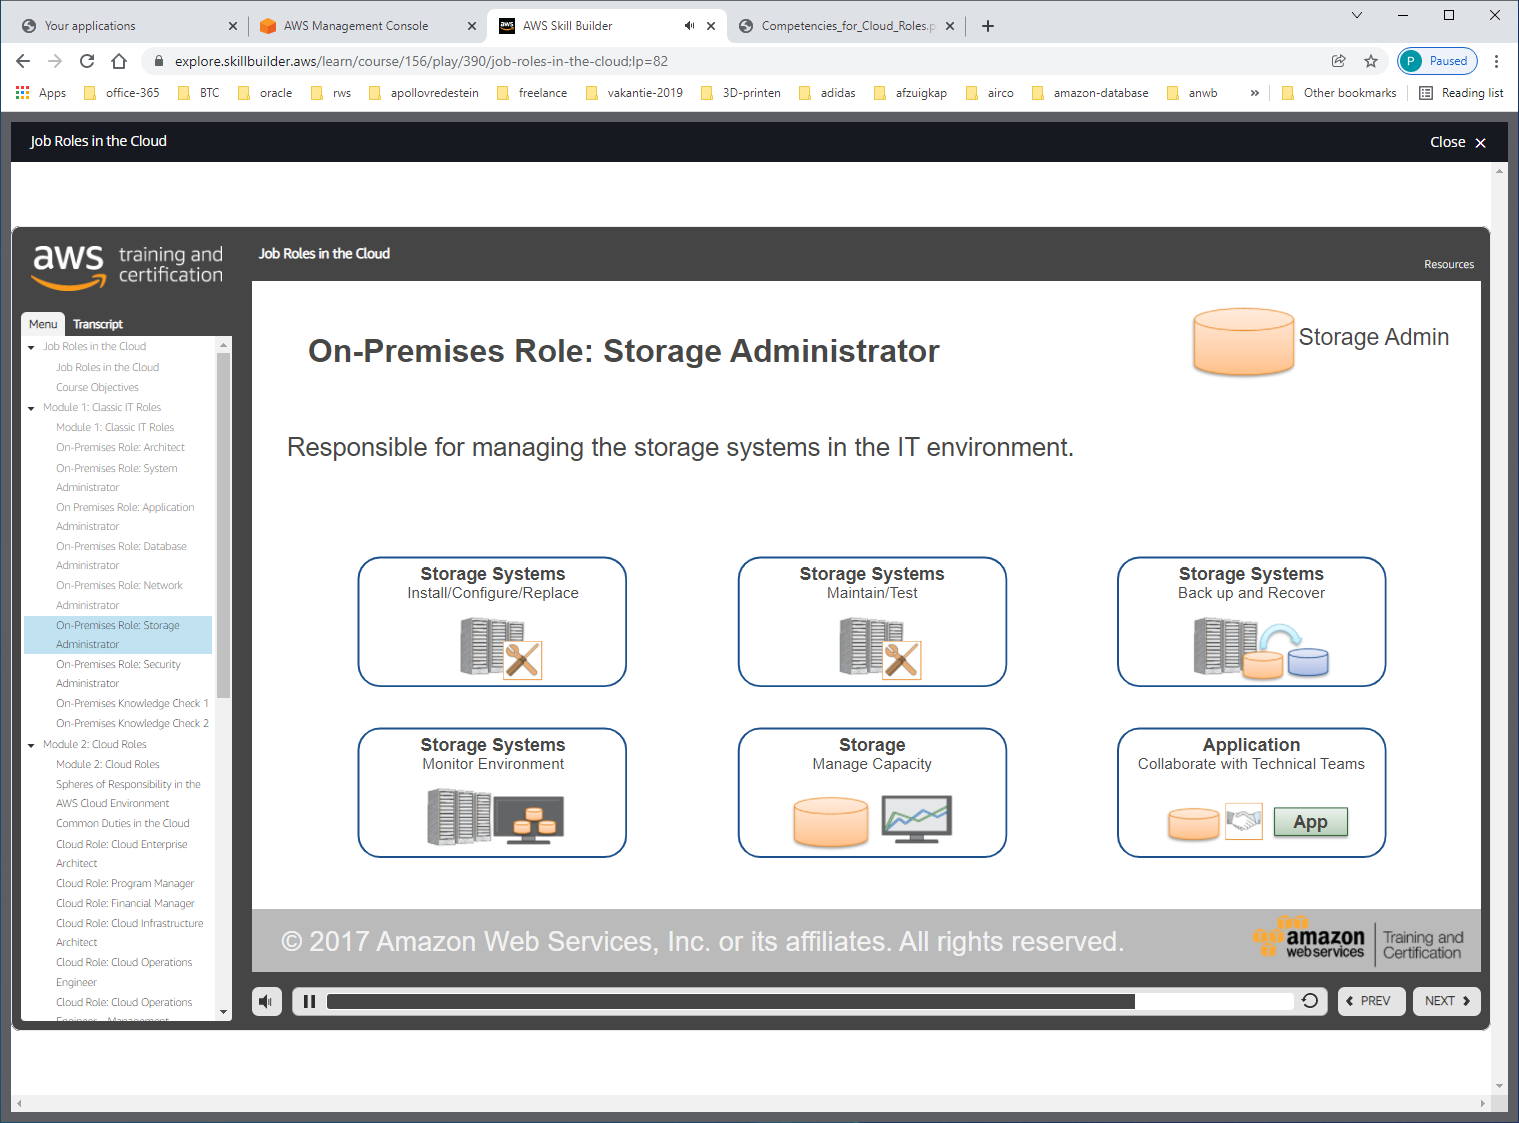 Your applications
AWS Management Console
aws
AWS Skill Builder
Competencies_for_Cloud_Roles.p
explore.skillbuilder.aws/learn/course/156/play/390/job-roles-in-the-cloud;lp=82
P Paused
Apps
office-365
BTC
oracle
rws
apollovredestein
freelance
vakantie-2019
3D-printen
adidas
afzuigkap
airco
amazon-database
anwb
»
Other bookmarks
Reading list
Job Roles in the Cloud
Close
aws training and
certification
Job Roles in the Cloud
Resources
Menu
Transcript
Job Roles in the Cloud
Job Roles in the Cloud
Course Objectives
Module 1: Classic IT Roles
Module 1: Classic IT Roles
On-Premises Role: Architect
On-Premises Role: System
Administrator
On Premises Role: Application
Administrator
On-Premises Role: Database
Administrator
On-Premises Role: Network
Administrator
On-Premises Role: Storage
Administrator
On-Premises Role: Security
Administrator
On-Premises Knowledge Check 1
On-Premises Knowledge Check 2
Module 2: Cloud Roles
Module 2: Cloud Roles
Spheres of Responsibility in the
AWS Cloud Environment
Common Duties in the Cloud
Cloud Role: Cloud Enterprise
Architect
Cloud Role: Program Manager
Cloud Role: Financial Manager
Cloud Role: Cloud Infrastructure
Architect
Cloud Role: Cloud Operations
Engineer
Cloud Role: Cloud Operations
Engineer - Management
On-Premises Role: Storage Administrator
Storage Admin
Responsible for managing the storage systems in the IT environment.
Storage Systems
Install/Configure/Replace
Storage Systems
Maintain/Test
Storage Systems
Back up and Recover
Storage Systems
Monitor Environment
Storage
Manage Capacity
Application
Collaborate with Technical Teams
App
© 2017 Amazon Web Services, Inc. or its affiliates. All rights reserved.
amazon
webservices
Training and
Certification
PREV
NEXT